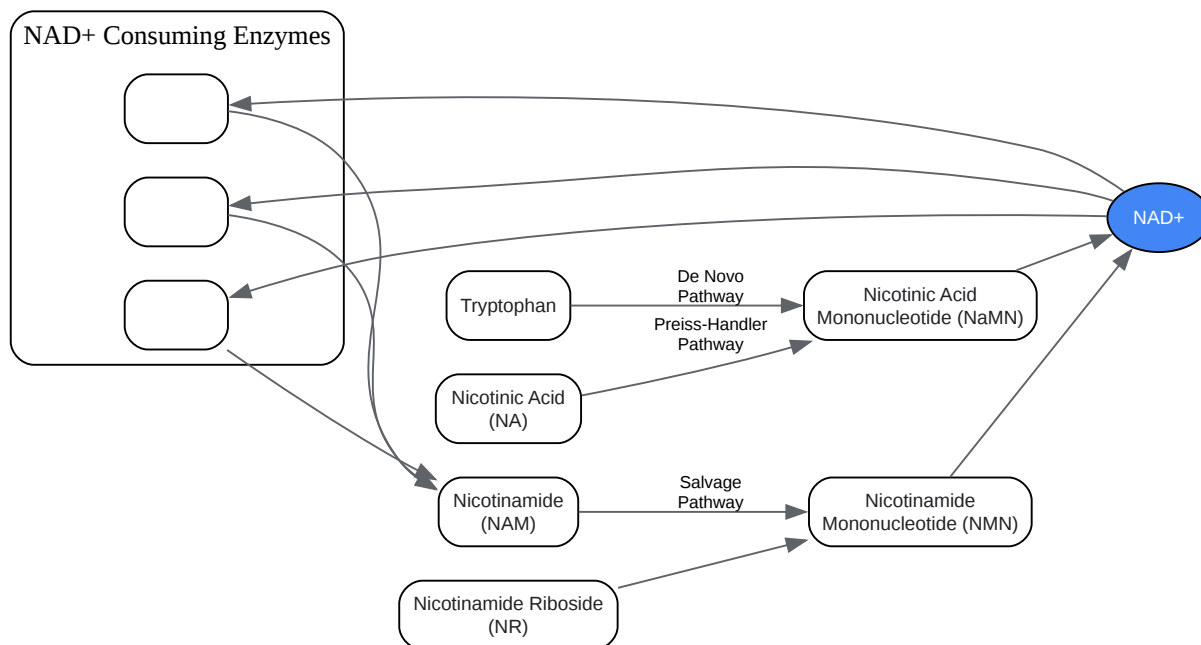 NAD+ Consuming Enzymes
NAD+
De Novo
Pathway
Tryptophan
Nicotinic Acid
Mononucleotide (NaMN)
Preiss-Handler
Pathway
Nicotinic Acid
(NA)
Salvage
Pathway
Nicotinamide
(NAM)
Nicotinamide
Mononucleotide (NMN)
Nicotinamide Riboside
(NR)